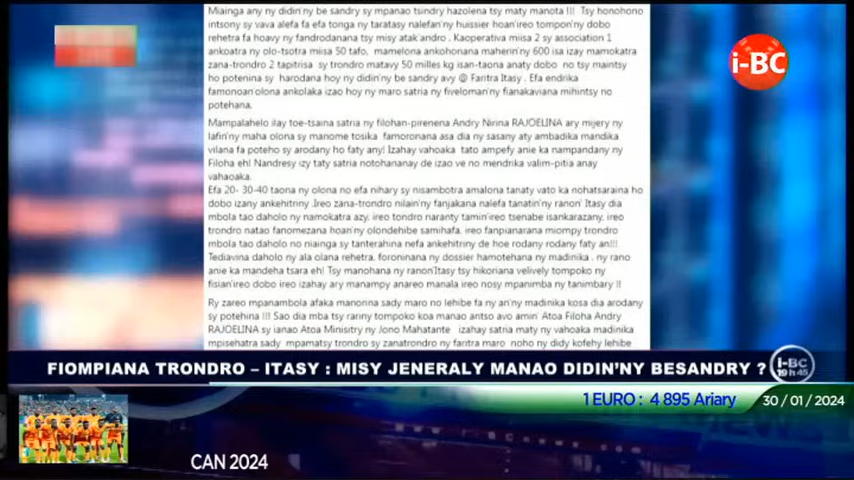 Miainga any ny didin'ny be sandry sy mpanao tsindry hazolena tsy maty manota !!! Tsy honohono
intsony sy vava alefa fa efa tonga ny taratasy nalefan'ny huissier hoan'ireo tompon'ny dobo
rehetra fa hoavy ny fandrodanana tsy misy atak'andro . Kaoperativa miisa 2 sy association 1
ankoatra ny olo-tsotra miisa 50 tafo, mamelona ankohonana maherin'ny 600 isa izay mamokatra
zana-trondro 2 tapitrisa sy trondro matavy 50 milles kg isan-taona amin'ny dobo no tsy maintsy
ho potenina sy harodana hoy ny didin'ny be sandry avy @ Faritra Itasy . Efa endrika
famonoan'olona ankolaka izao hoy ny maro satria ny fiveloman'ny fianakaviana mihintsy no
potehana.
Mampalahelo ilay toe-tsaina satria ny filohan-pirenena Andry Nirina RAJOELINA ary mijery ny
lafin'ny maha olona sy manome tosika famoronana asa dia ny sasany aty ambadika mandika
vilana fa poteho sy arodany ho faty any! Izahay vahoaka tato ampefy anie ka nampandany ny
Filoha eh! Nandresy izy taty satria notohananay de izao ve no mendrika valim-pitia anay
vahoaka.
Efa 20- 30-40 taona ny olona no efa nihary sy nisambotra amalona tanaty vato ka nohatsaraina ho
dobo izany ankehitriny .Ireo zana-trondro nilain'ny fanjakana nalefa tanatin'ny ranon' Itasy dia
mbola tao daholo ny namokatra azy. ireo tondro naranty tamin'ireo tsenabe isankarazany, ireo
trondro natao fanomezana hoan'ny olondehibe samihafa. ireo fanpianarana miompy trondro
mbola tao daholo no niainga sy tanterahina nefa ankehitriny de hoe rodany rodany faty an!!!
Tediavina daholo ny ala olana rehetra. foroninana ny dossier hamotehana ny madinika . ny rano
anie ka mandeha tsara eh! Tsy manohana ny ranon'Itasy tsy hikoriana velively tompoko ny
fisian'ireo dobo ireo izahay ary manampy anareo manala ireo nosy mpanimba ny tanimbary !!
Ry zareo mpanambola afaka manorina sady maro no lehibe fa ny an'ny madinika kosa dia arodany
sy potehina !!! Sao dia mba tsy rariny tompoko koa manao antso avo amin' Atoa Filoha Andry
RAJOELINA sy ianao Atoa Minisitry ny Jono Mahatante izahay satria maty ny vahoaka madinika
mpisehatra sady mpamatsy trondro sy zanatrondro ny faritra maro noho ny didy kofehy lehibe
i-BC
FIOMPIANA TRONDRO – ITASY : MISY JENERALY MANAO DIDIN'NY BESANDRY ?
i-BC
19 h 45
1 EURO : 4 895 Ariary
30 / 01 / 2024
CAN 2024